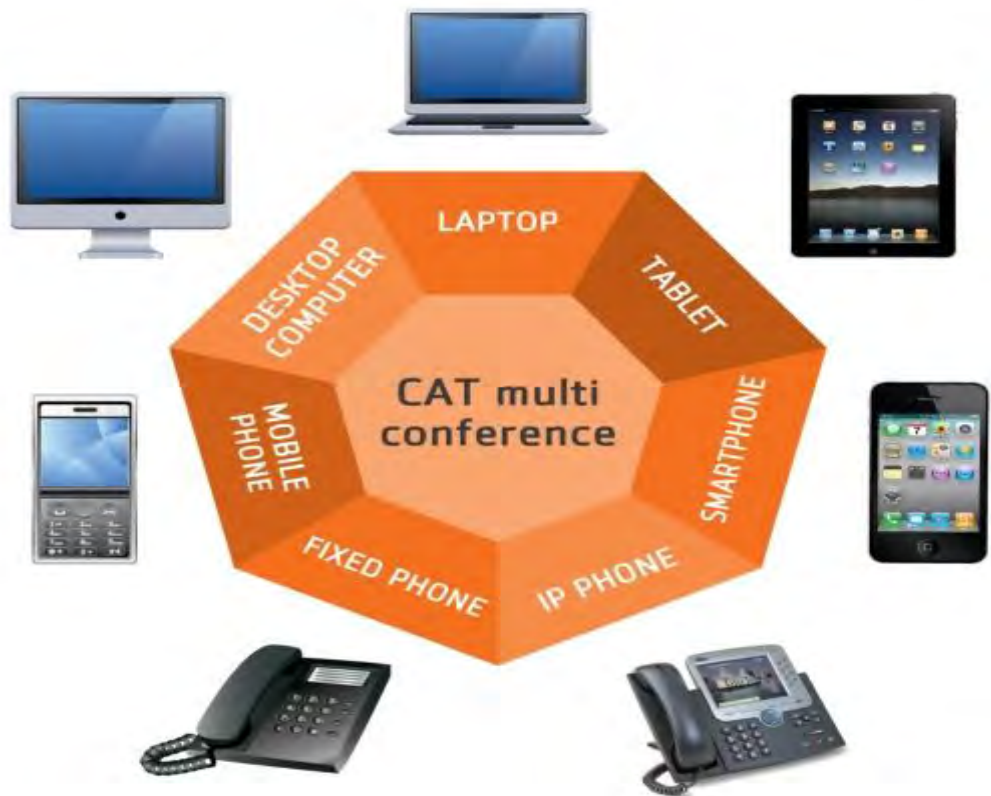 LAPTOP
TABLET
SMARTPHONE
IP PHONE
FIXED PHONE
MOBILE
PHONE
DESKTOP
COMPUTER
CAT multi
conference